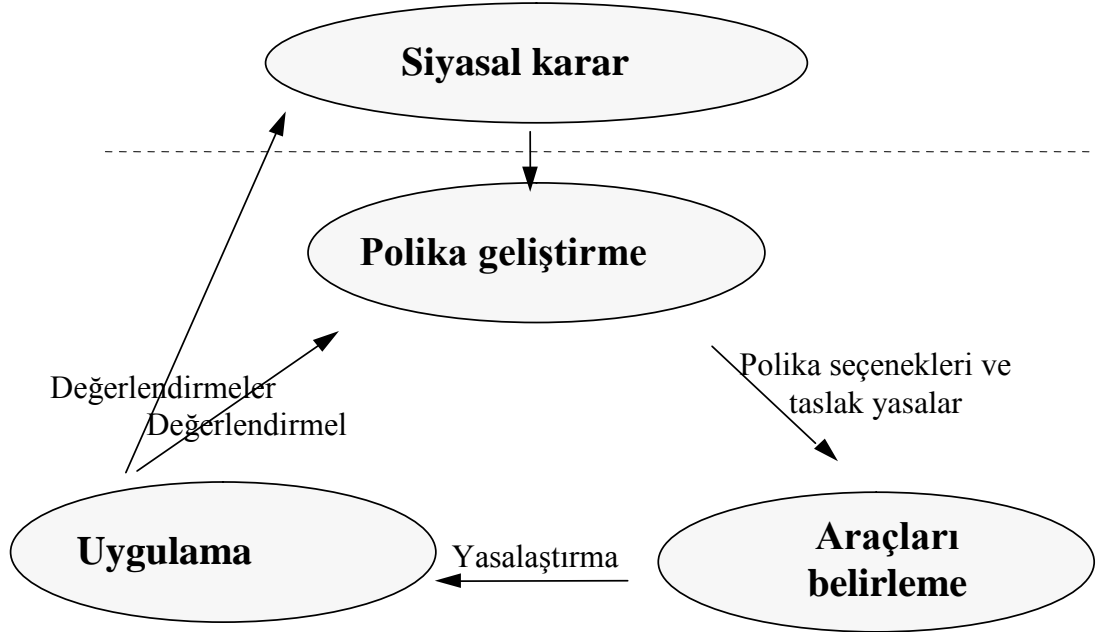 Siyasal karar
Polika geliştirme
Polika seçenekleri ve
taslak yasalar
Değerlendirmeler
Değerlendirmel
Araçları
belirleme
Yasalaştırma
Uygulama